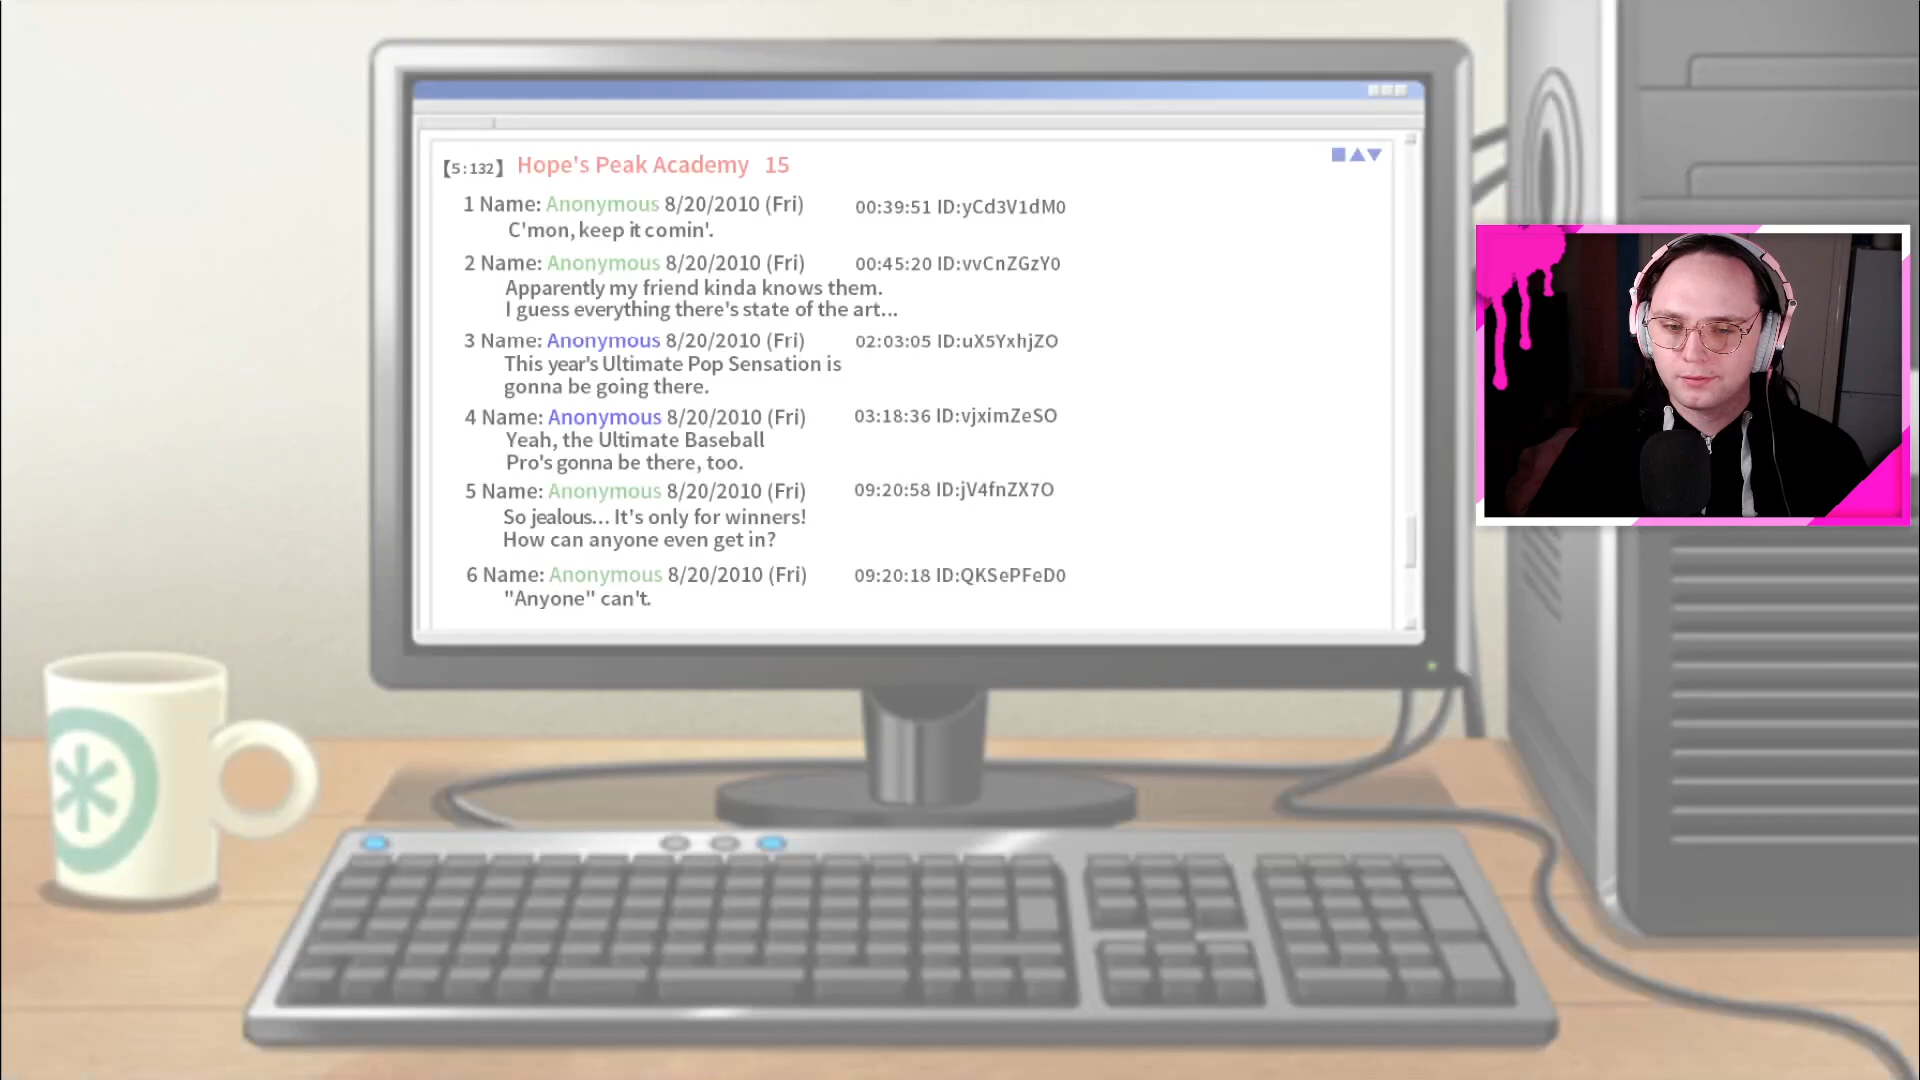 【5:132】 Hope's Peak Academy 15
1 Name: Anonymous 8/20/2010 (Fri) 00:39:51 ID:yCd3V1dM0
C'mon, keep it comin'.
2 Name: Anonymous 8/20/2010 (Fri) 00:45:20 ID:vvCnZGzY0
Apparently my friend kinda knows them.
I guess everything there's state of the art...
3 Name: Anonymous 8/20/2010 (Fri) 02:03:05 ID:uX5YxhjZO
This year's Ultimate Pop Sensation is
gonna be going there.
4 Name: Anonymous 8/20/2010 (Fri) 03:18:36 ID:vjximZeSO
Yeah, the Ultimate Baseball
Pro's gonna be there, too.
5 Name: Anonymous 8/20/2010 (Fri) 09:20:58 ID:jV4fnZX7O
So jealous... It's only for winners!
How can anyone even get in?
6 Name: Anonymous 8/20/2010 (Fri) 09:20:18 ID:QKSePFeD0
"Anyone" can't.